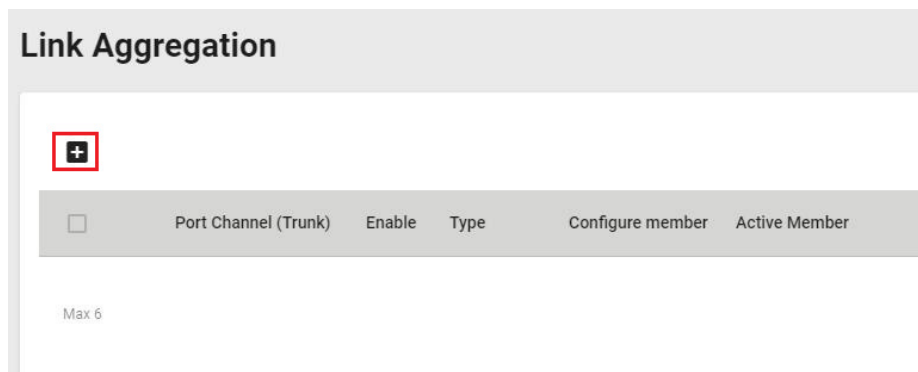 Link Aggregation
Port Channel (Trunk) Enable Type Configure member Active Member
Max 6